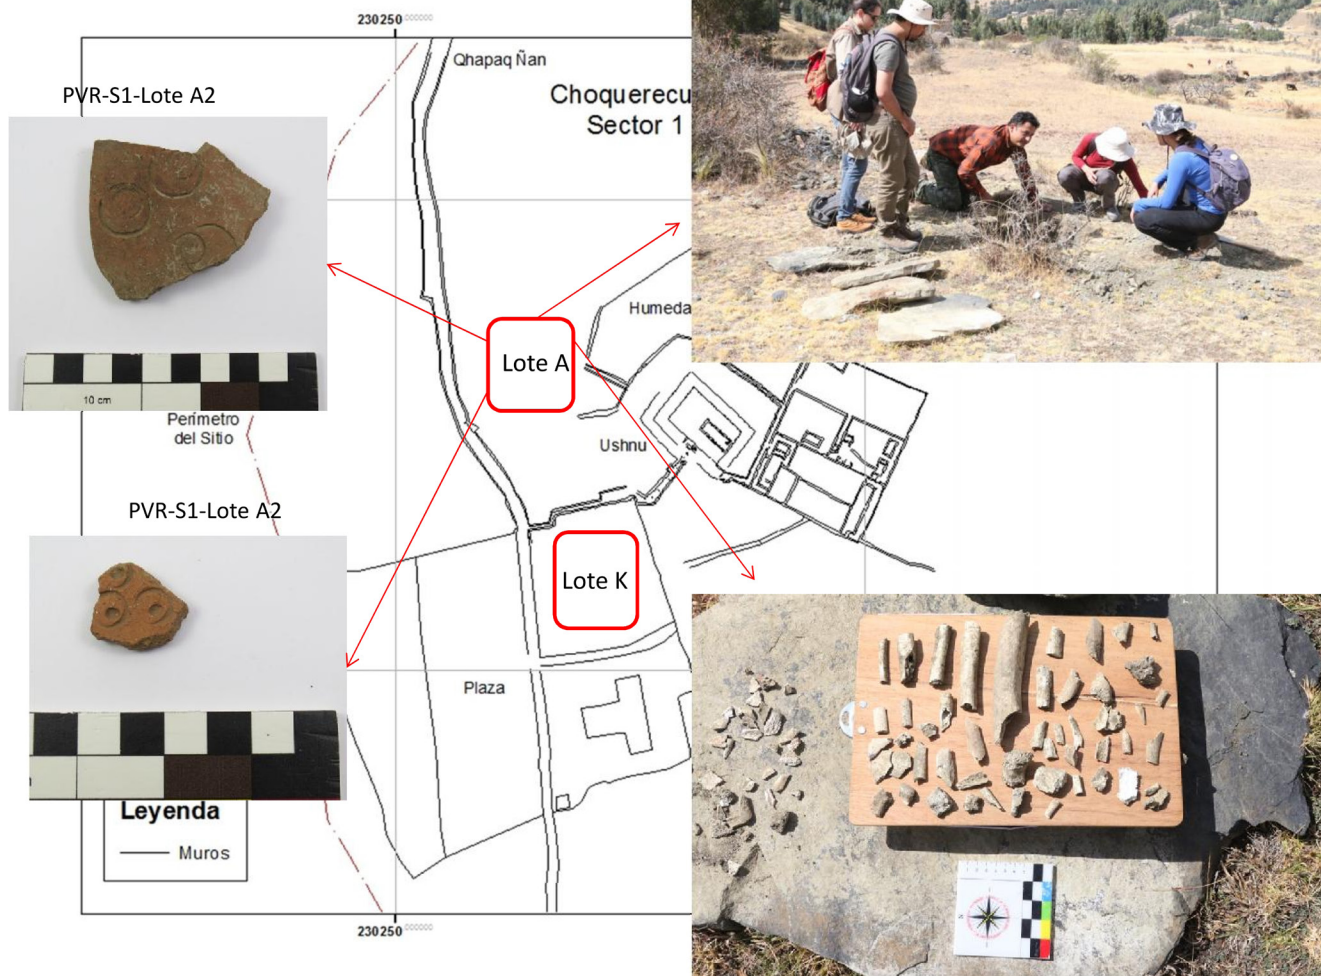 230250
Qhapaq Ñan
PVR-S1-Lote A2
Choquerecu
Sector 1
Humeda
Lote A
10 cm
Perímetro
del Sitio
Ushnu
PVR-S1-Lote A2
Lote K
Plaza
Leyenda
Muros
N
230250